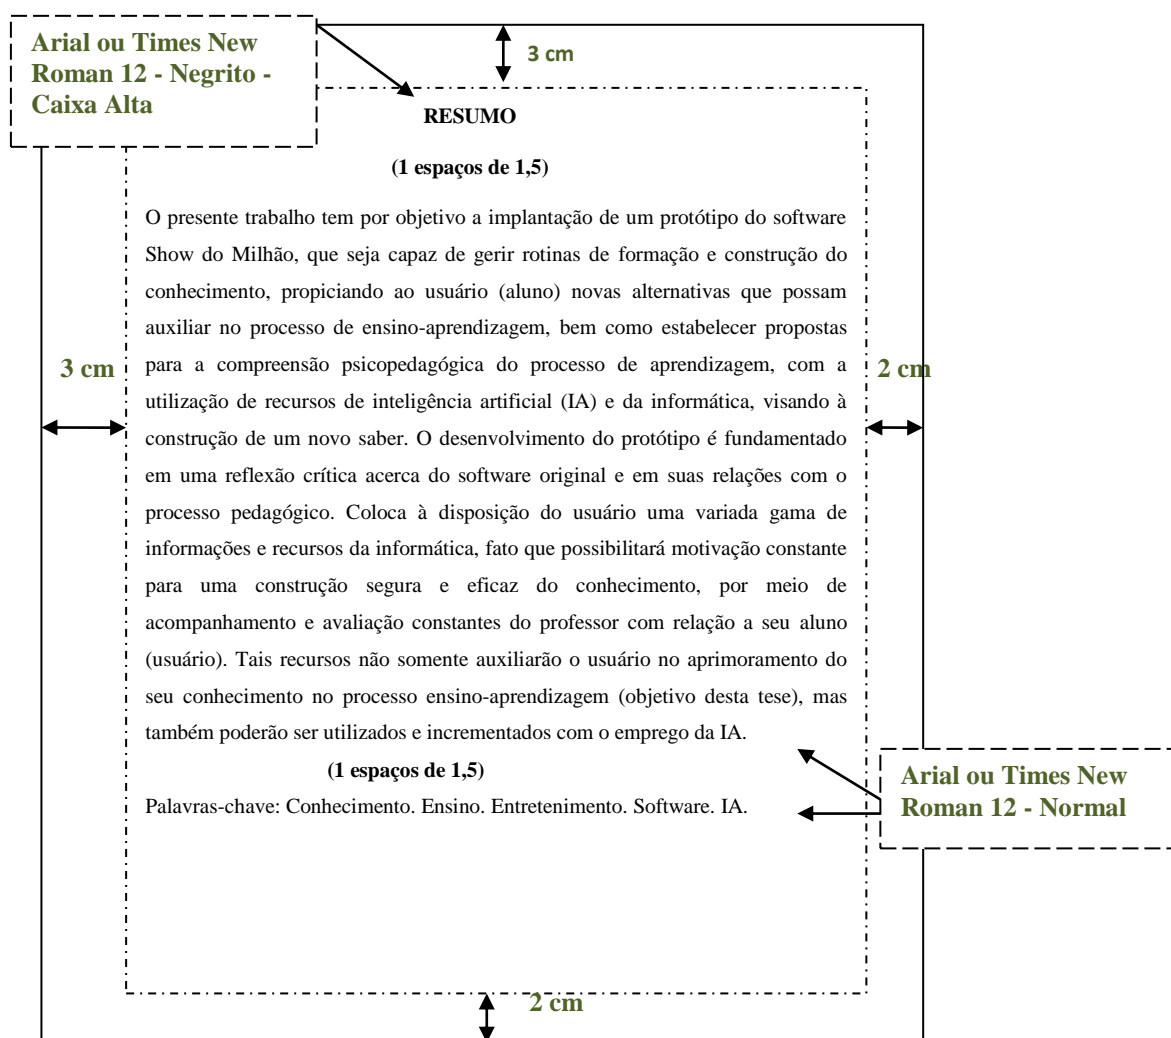 Arial ou Times New
Roman 12 - Negrito -
Caixa Alta
3 cm
RESUMO
(1 espaços de 1,5)
O presente trabalho tem por objetivo a implantação de um protótipo do software
Show do Milhão, que seja capaz de gerir rotinas de formação e construção do
conhecimento, propiciando ao usuário (aluno) novas alternativas que possam
auxiliar no processo de ensino-aprendizagem, bem como estabelecer propostas
para a compreensão psicopedagógica do processo de aprendizagem, com a
utilização de recursos de inteligência artificial (IA) e da informática, visando à
construção de um novo saber. O desenvolvimento do protótipo é fundamentado
em uma reflexão crítica acerca do software original e em suas relações com o
processo pedagógico. Coloca à disposição do usuário uma variada gama de
informações e recursos da informática, fato que possibilitará motivação constante
para uma construção segura e eficaz do conhecimento, por meio de
acompanhamento e avaliação constantes do professor com relação a seu aluno
(usuário). Tais recursos não somente auxiliarão o usuário no aprimoramento do
seu conhecimento no processo ensino-aprendizagem (objetivo desta tese), mas
também poderão ser utilizados e incrementados com o emprego da IA.
(1 espaços de 1,5)
Palavras-chave: Conhecimento. Ensino. Entretenimento. Software. IA.
3 cm
2 cm
Arial ou Times New
Roman 12 - Normal
2 cm